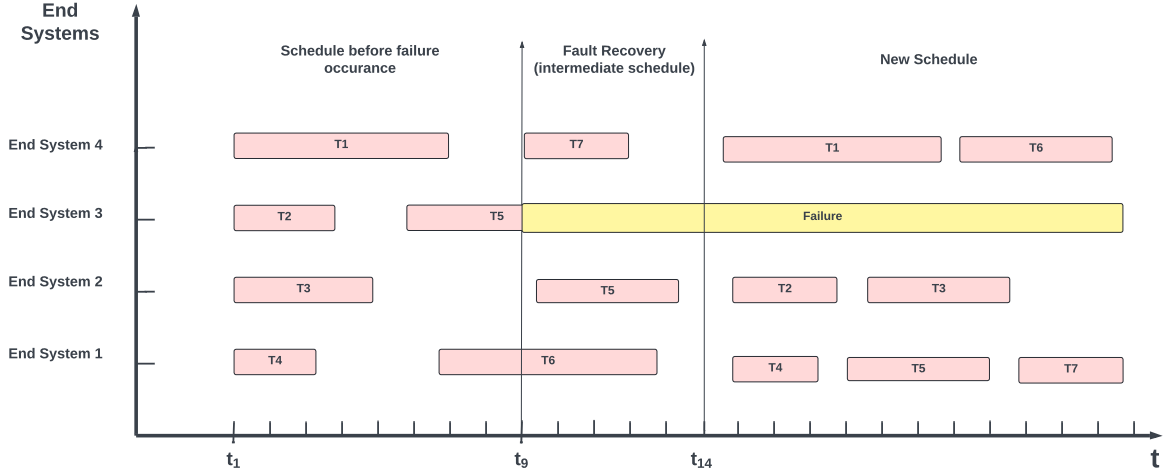 End
Systems
Schedule before failure
occurance
Fault Recovery
(intermediate schedule)
New Schedule
End System 4
T1
T7
T1
T6
End System 3
T2
T5
Failure
End System 2
T3
T5
T2
T3
End System 1
T4
T6
T4
T5
T7
t1
t9
t14
t